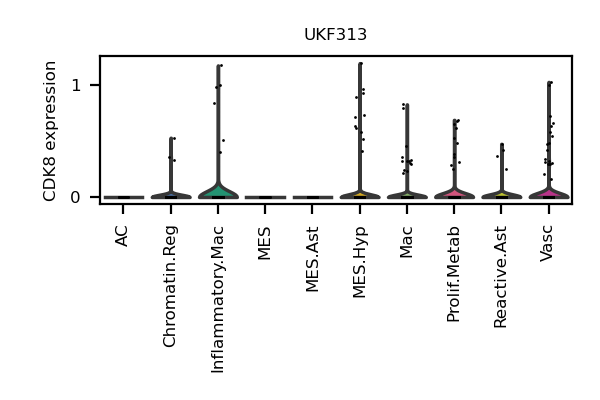 UKF313
CDK8 expression
1
0
AC
Chromatin.Reg
Inflammatory.Mac
MES
MES.Ast
MES.Hyp
Mac
Prolif.Metab
Reactive.Ast
Vasc